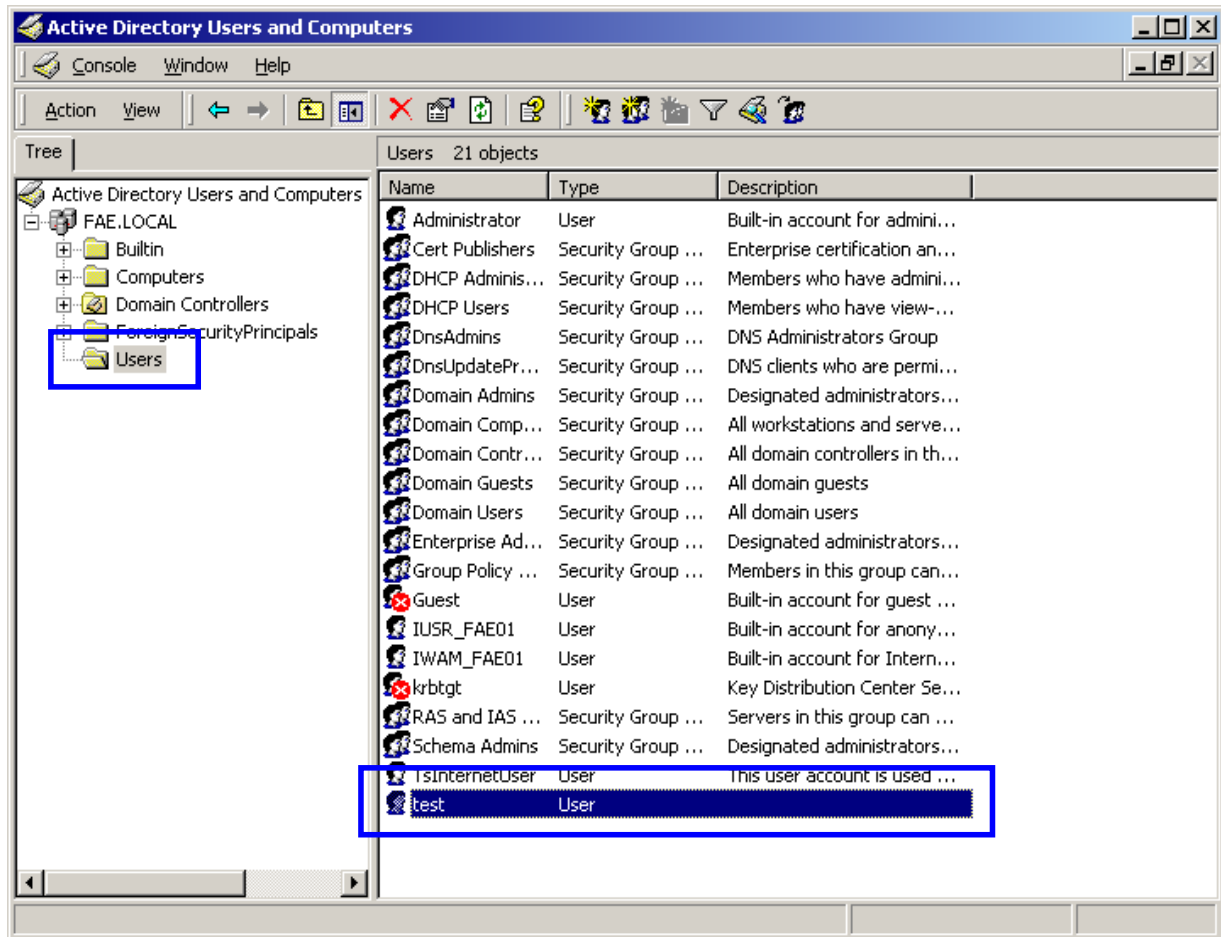 Active Directory Users and Computers
Console Window Help
Action View
Tree
Users 21 objects
Active Directory Users and Computers
FAE.LOCAL
Builtin
Computers
Domain Controllers
ForeignSecurityPrincipals
Users
Name Type Description
Administrator User Built-in account for admini...
Cert Publishers Security Group ... Enterprise certification an...
DHCP Adminis... Security Group ... Members who have admini...
DHCP Users Security Group ... Members who have view-...
DnsAdmins Security Group ... DNS Administrators Group
DnsUpdatePr... Security Group ... DNS clients who are permi...
Domain Admins Security Group ... Designated administrators...
Domain Comp... Security Group ... All workstations and serve...
Domain Contr... Security Group ... All domain controllers in th...
Domain Guests Security Group ... All domain guests
Domain Users Security Group ... All domain users
Enterprise Ad... Security Group ... Designated administrators...
Group Policy ... Security Group ... Members in this group can...
Guest User Built-in account for guest ...
IUSR_FAE01 User Built-in account for anony...
IWAM_FAE01 User Built-in account for Intern...
krbtgt User Key Distribution Center Se...
RAS and IAS ... Security Group ... Servers in this group can ...
Schema Admins Security Group ... Designated administrators...
TsInternetUser User This user account is used ...
test User